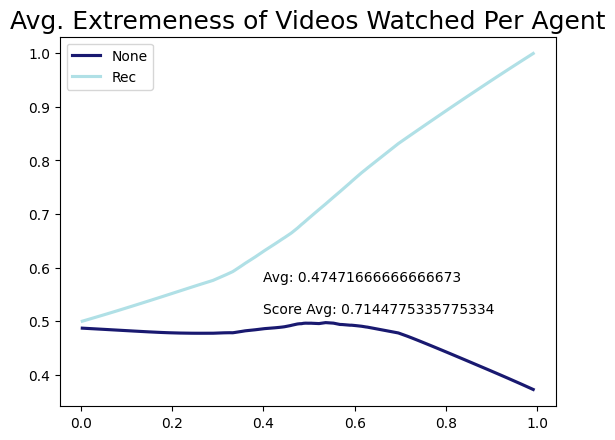 Avg. Extremeness of Videos Watched Per Agent
None
Rec
1.0
0.9
0.8
0.7
0.6
0.5
0.4
Avg: 0.47471666666666673
Score Avg: 0.7144775335775334
0.0 0.2 0.4 0.6 0.8 1.0